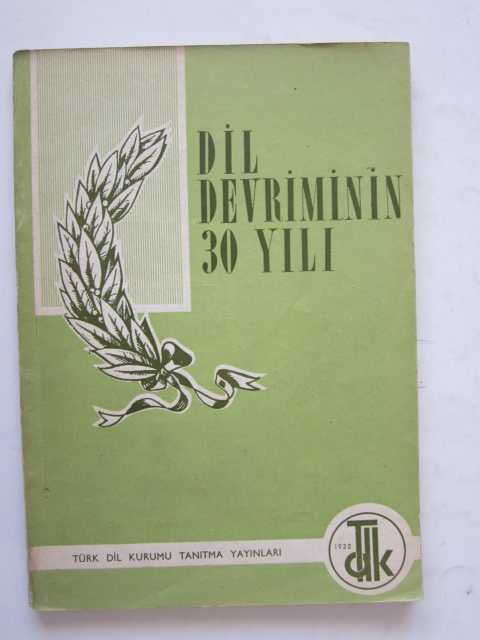 DİL
DEVRİMİNİN
30 YILI
TÜRK DİL KURUMU TANITMA YAYINLARI
1932
Tdk